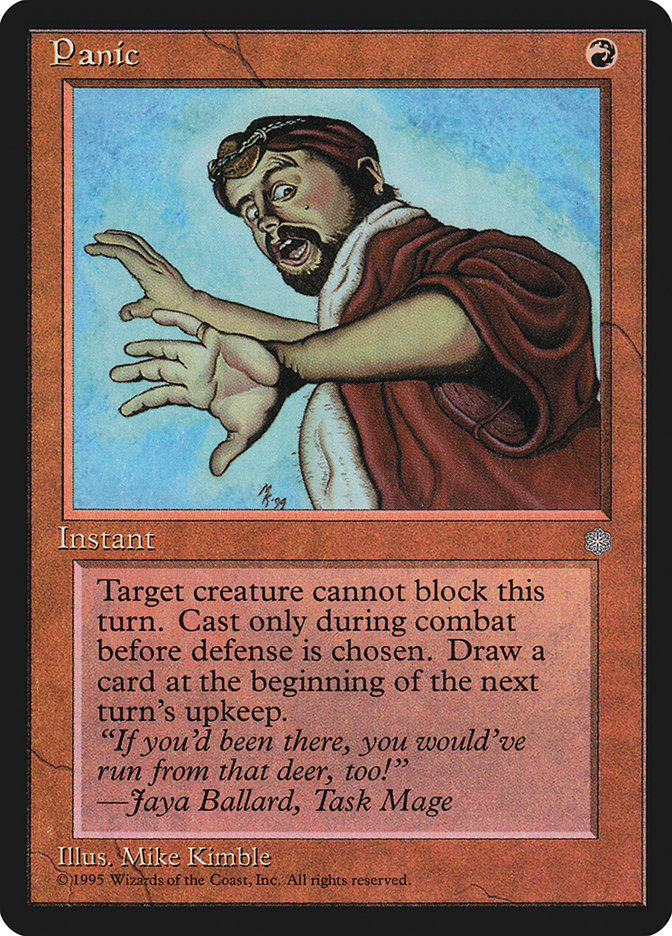 Panic
MK-94
Instant
Target creature cannot block this
turn. Cast only during combat
before defense is chosen. Draw a
card at the beginning of the next
turn's upkeep.
"If you'd been there, you would've
run from that deer, too!"
—Jaya Ballard, Task Mage
Illus. Mike Kimble
©1995 Wizards of the Coast, Inc. All rights reserved.